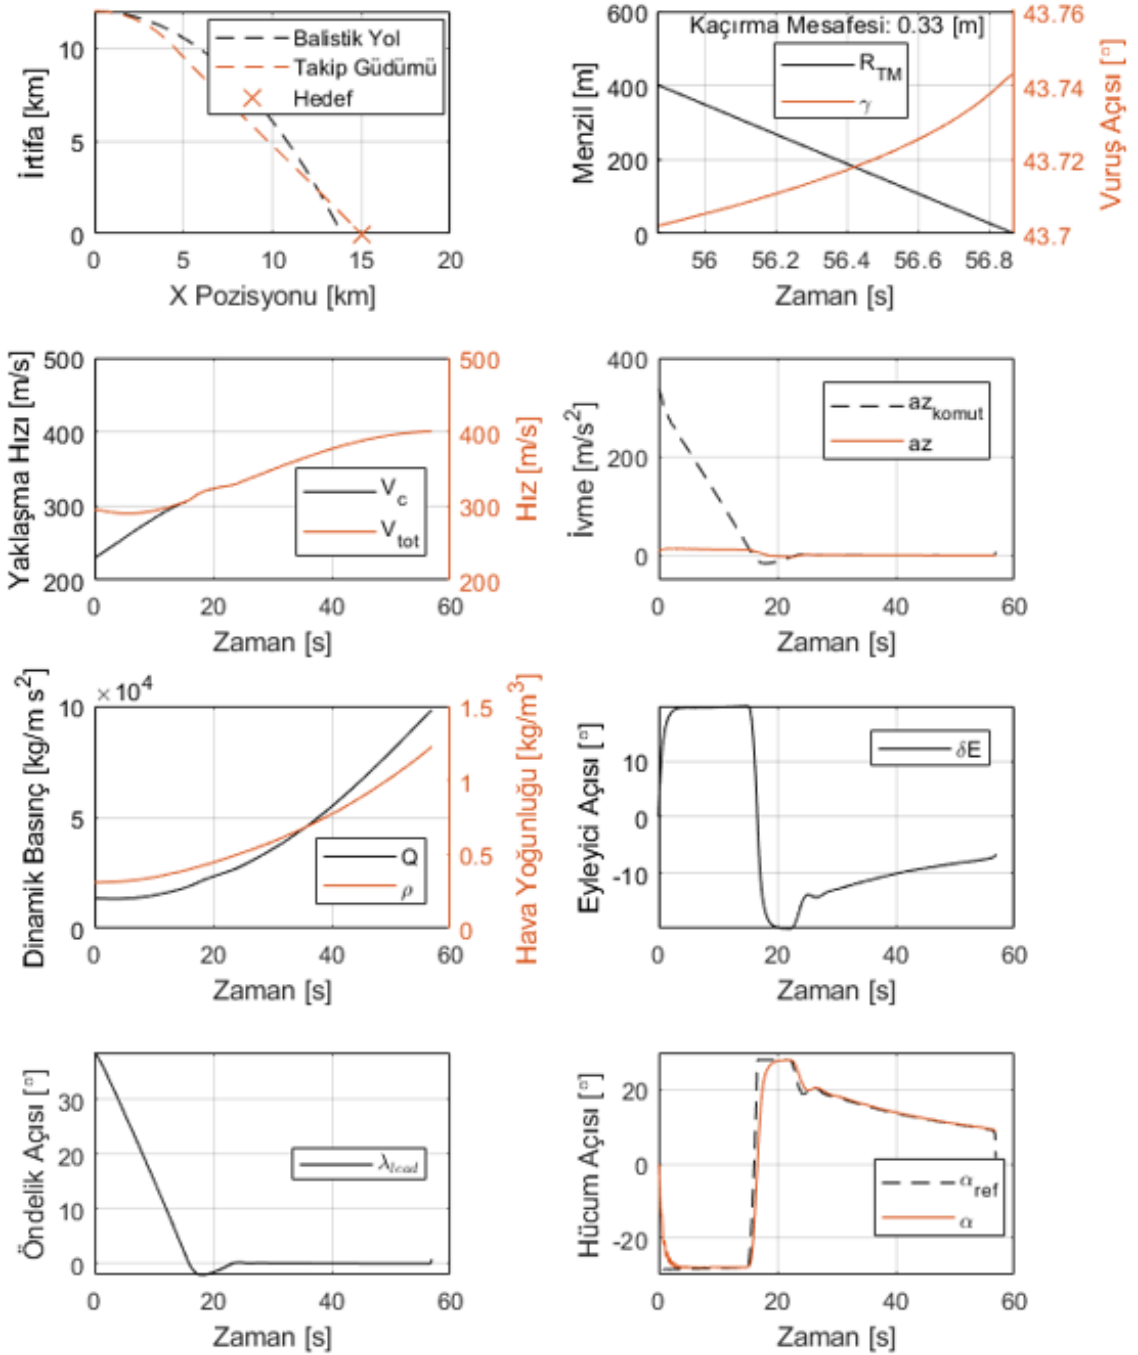 Balistik Yol
Takip Güdümü
Hedef
10
5
0
İrtifa [km]
0 5 10 15 20
X Pozisyonu [km]
Kaçırma Mesafesi: 0.33 [m]
R_TM
γ
600
400
200
0
Menzil [m]
43.76
43.74
43.72
43.7
Vuruş Açısı [°]
56 56.2 56.4 56.6 56.8
Zaman [s]
500
400
300
200
Yaklaşma Hızı [m/s]
V_c
V_tot
500
400
300
200
Hız [m/s]
0 20 40 60
Zaman [s]
400
200
0
İvme [m/s²]
az_komut
az
0 20 40 60
Zaman [s]
×10⁴
10
5
0
Dinamik Basınç [kg/m s²]
Q
ρ
1.5
1
0.5
0
Hava Yoğunluğu [kg/m³]
0 20 40 60
Zaman [s]
10
0
-10
Eyleyici Açısı [°]
δE
0 20 40 60
Zaman [s]
30
20
10
0
Öndelik Açısı [°]
λ_lead
0 20 40 60
Zaman [s]
20
0
-20
Hücum Açısı [°]
α_ref
α
0 20 40 60
Zaman [s]